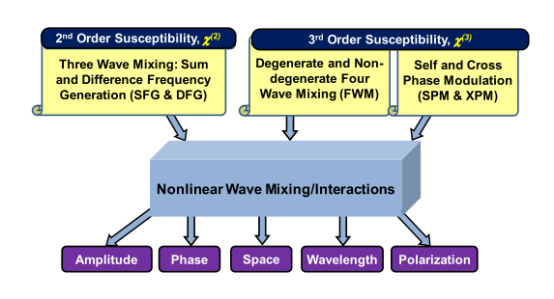 2nd Order Susceptibility, χ(2)
3rd Order Susceptibility, χ(3)
Three Wave Mixing: Sum
and Difference Frequency
Generation (SFG & DFG)
Degenerate and Non-
degenerate Four
Wave Mixing (FWM)
Self and Cross
Phase Modulation
(SPM & XPM)
Nonlinear Wave Mixing/Interactions
Amplitude
Phase
Space
Wavelength
Polarization